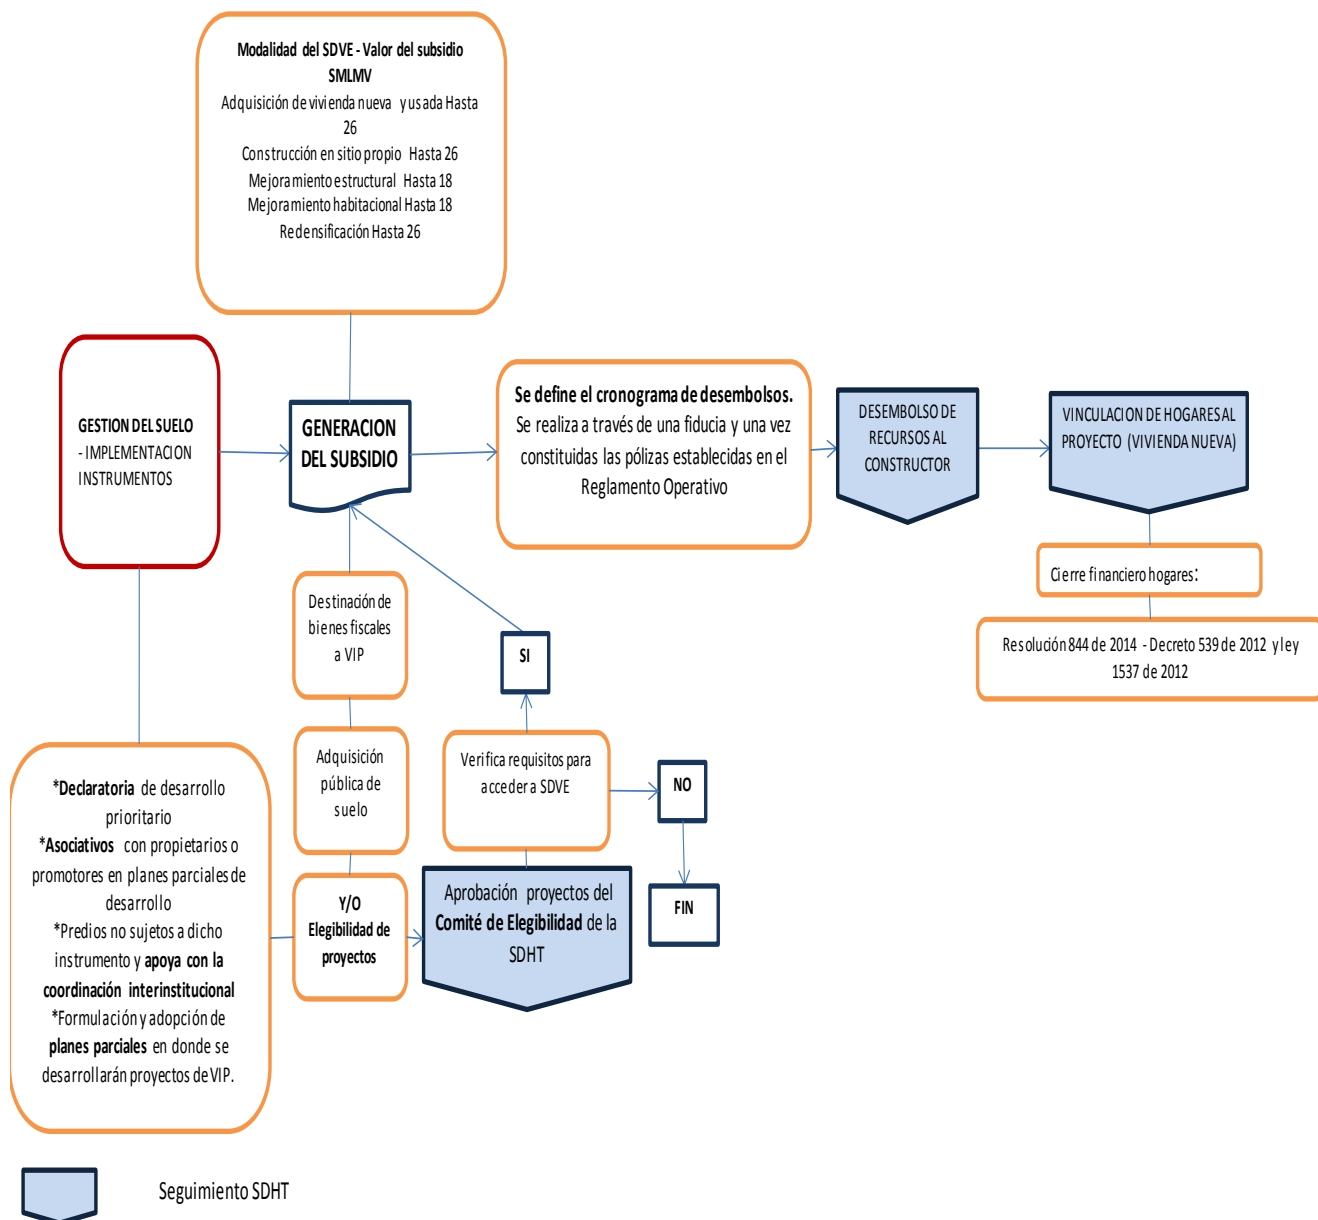 Modalidad del SDVE - Valor del subsidio
SMLMV
Adquisición de vivienda nueva y usada Hasta
26
Construcción en sitio propio Hasta 26
Mejoramiento estructural Hasta 18
Mejoramiento habitacional Hasta 18
Redensificación Hasta 26
GESTION DEL SUELO
- IMPLEMENTACION
INSTRUMENTOS
GENERACION
DEL SUBSIDIO
Se define el cronograma de desembolsos.
Se realiza a través de una fiducia y una vez
constituidas las pólizas establecidas en el
Reglamento Operativo
DESEMBOLSO DE
RECURSOS AL
CONSTRUCTOR
VINCULACION DE HOGARES AL
PROYECTO (VIVIENDA NUEVA)
Cierre financiero hogares:
Resolución 844 de 2014 - Decreto 539 de 2012 y ley
1537 de 2012
Destinación de
bienes fiscales
a VIP
SI
Adquisición
pública de
suelo
Verifica requisitos para
acceder a SDVE
NO
FIN
*Declaratoria de desarrollo
prioritario
*Asociativos con propietarios o
promotores en planes parciales de
desarrollo
*Predios no sujetos a dicho
instrumento y apoya con la
coordinación interinstitucional
*Formulación y adopción de
planes parciales en donde se
desarrollarán proyectos de VIP.
Y/O
Elegibilidad de
proyectos
Aprobación proyectos del
Comité de Elegibilidad de la
SDHT
Seguimiento SDHT